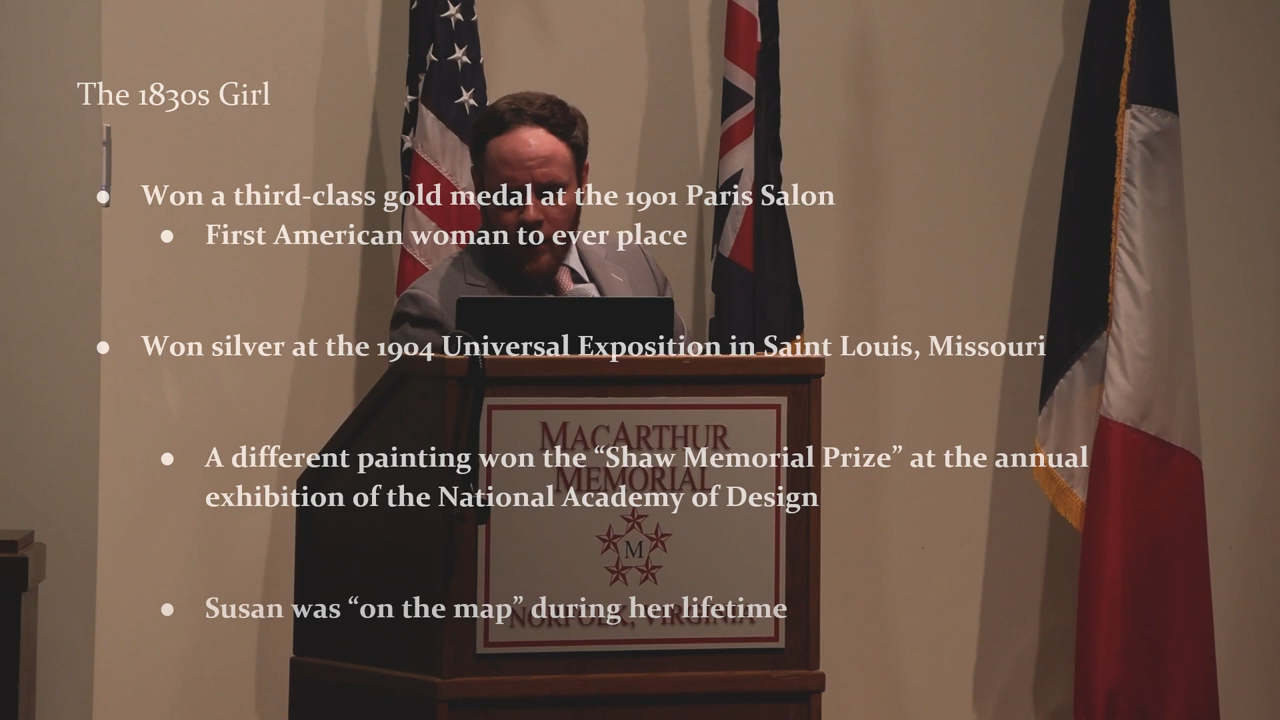 The 1830s Girl
● Won a third-class gold medal at the 1901 Paris Salon
● First American woman to ever place
● Won silver at the 1904 Universal Exposition in Saint Louis, Missouri
● A different painting won the “Shaw Memorial Prize” at the annual
exhibition of the National Academy of Design
● Susan was “on the map” during her lifetime
MACARTHUR
MEMORIAL
M
NORFOLK, VIRGINIA